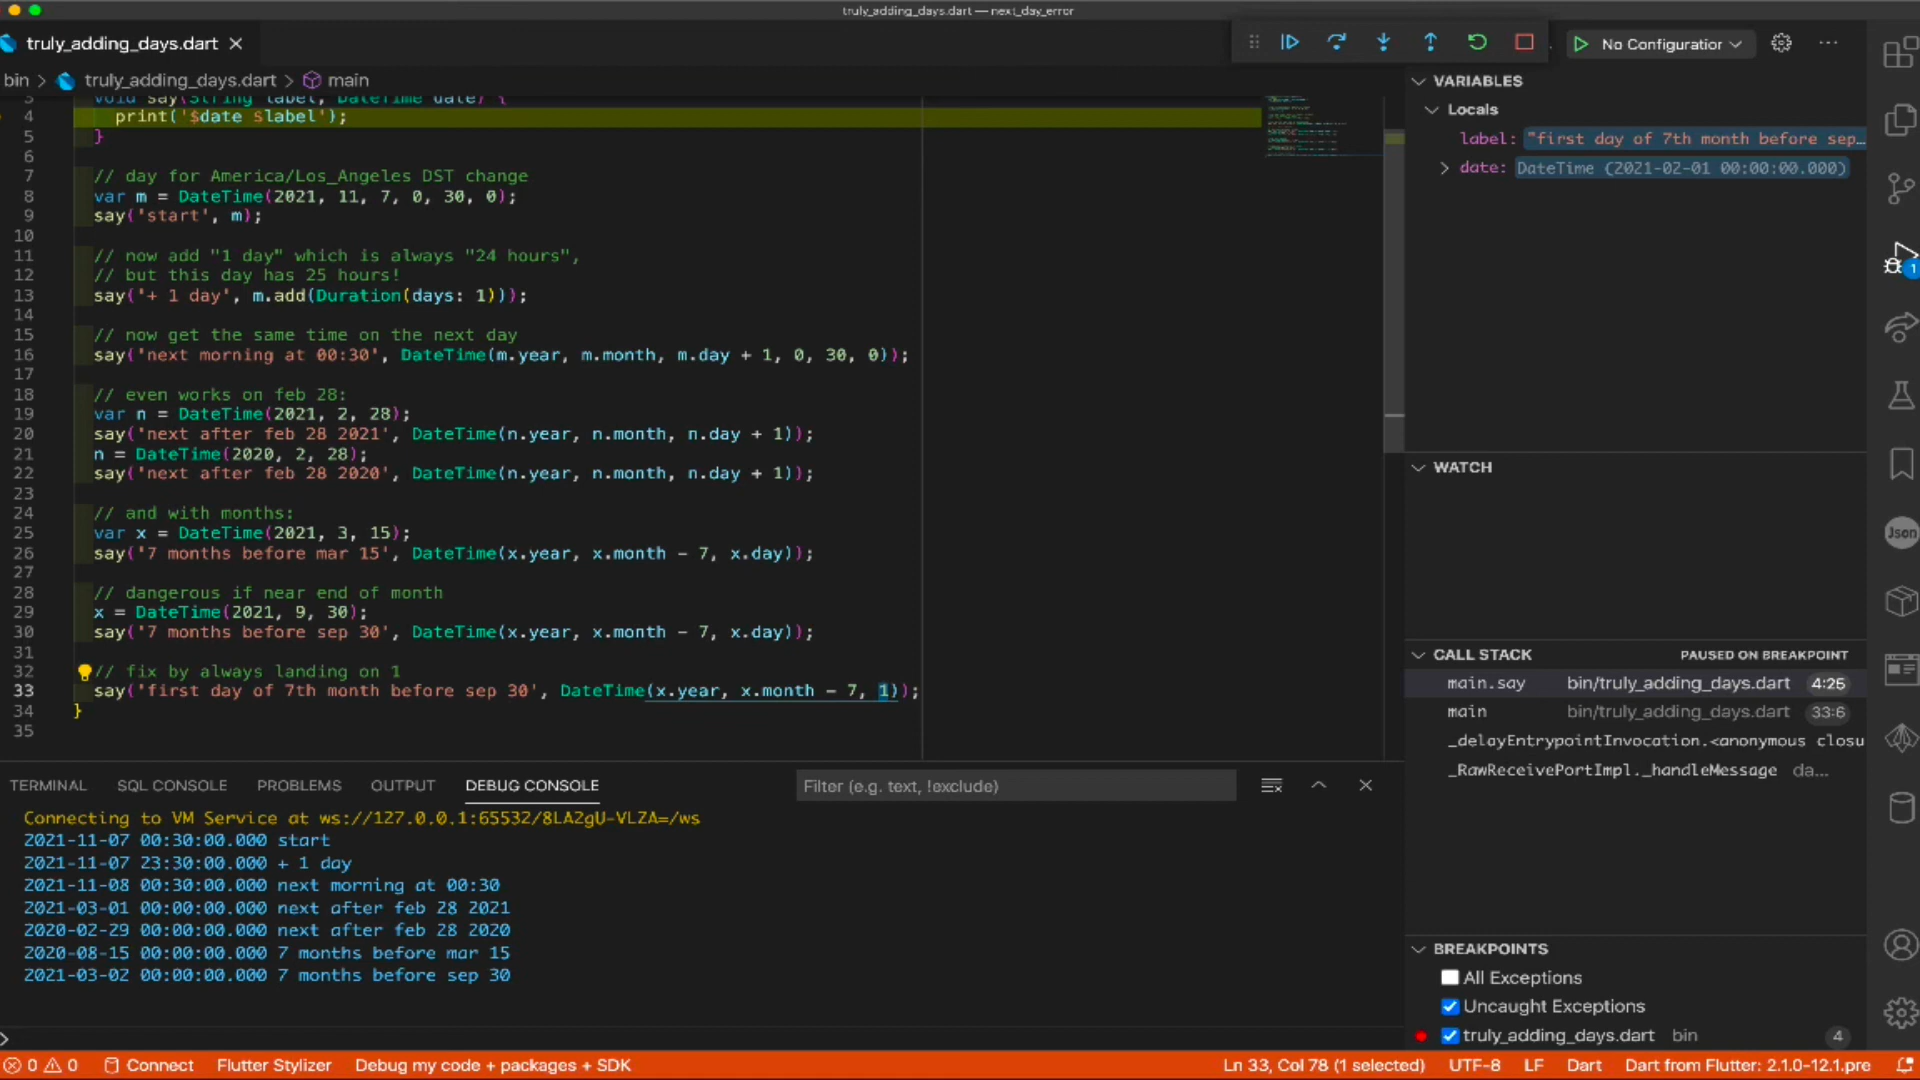 truly_adding_days.dart — next_day_error
truly_adding_days.dart
No Configuration
bin > truly_adding_days.dart > main
3 void say(String label, DateTime date) {
4 print('$date $label');
5 }
6
7 // day for America/Los_Angeles DST change
8 var m = DateTime(2021, 11, 7, 0, 30, 0);
9 say('start', m);
10
11 // now add "1 day" which is always "24 hours",
12 // but this day has 25 hours!
13 say('+ 1 day', m.add(Duration(days: 1)));
14
15 // now get the same time on the next day
16 say('next morning at 00:30', DateTime(m.year, m.month, m.day + 1, 0, 30, 0));
17
18 // even works on feb 28:
19 var n = DateTime(2021, 2, 28);
20 say('next after feb 28 2021', DateTime(n.year, n.month, n.day + 1));
21 n = DateTime(2020, 2, 28);
22 say('next after feb 28 2020', DateTime(n.year, n.month, n.day + 1));
23
24 // and with months:
25 var x = DateTime(2021, 3, 15);
26 say('7 months before mar 15', DateTime(x.year, x.month - 7, x.day));
27
28 // dangerous if near end of month
29 x = DateTime(2021, 9, 30);
30 say('7 months before sep 30', DateTime(x.year, x.month - 7, x.day));
31
32 // fix by always landing on 1
33 say('first day of 7th month before sep 30', DateTime(x.year, x.month - 7, 1));
34 }
35
VARIABLES
Locals
label: "first day of 7th month before sep…
date: DateTime (2021-02-01 00:00:00.000)
WATCH
CALL STACK PAUSED ON BREAKPOINT
main.say bin/truly_adding_days.dart 4:25
main bin/truly_adding_days.dart 33:6
_delayEntrypointInvocation.<anonymous closu
_RawReceivePortImpl._handleMessage da...
BREAKPOINTS
All Exceptions
Uncaught Exceptions
truly_adding_days.dart bin 4
1
Json
TERMINAL SQL CONSOLE PROBLEMS OUTPUT DEBUG CONSOLE Filter (e.g. text, !exclude)
Connecting to VM Service at ws://127.0.0.1:65532/8LA2gU-VLZA=/ws
2021-11-07 00:30:00.000 start
2021-11-07 23:30:00.000 + 1 day
2021-11-08 00:30:00.000 next morning at 00:30
2021-03-01 00:00:00.000 next after feb 28 2021
2020-02-29 00:00:00.000 next after feb 28 2020
2020-08-15 00:00:00.000 7 months before mar 15
2021-03-02 00:00:00.000 7 months before sep 30
>
0 0 Connect Flutter Stylizer Debug my code + packages + SDK Ln 33, Col 78 (1 selected) UTF-8 LF Dart Dart from Flutter: 2.1.0-12.1.pre